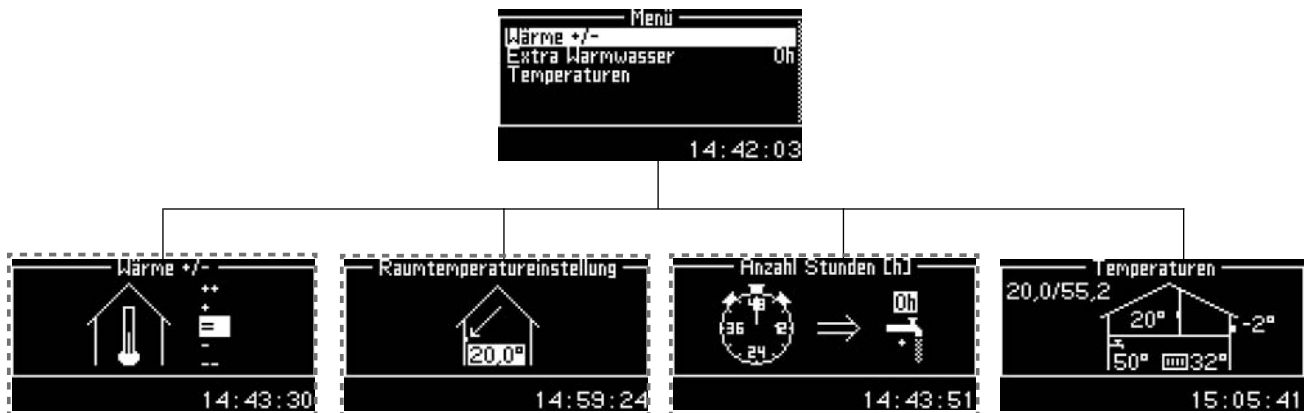 Menü
Wärme +/-
Extra Warmwasser 0h
Temperaturen
14:42:03
Wärme +/-
++
+
=
-
--
14:43:30
Raumtemperatureinstellung
20,0°
14:59:24
Anzahl Stunden [h]
48
36 12
24
0h
+
14:43:51
Temperaturen
20,0/55,2
20° -2°
50° 32°
15:05:41